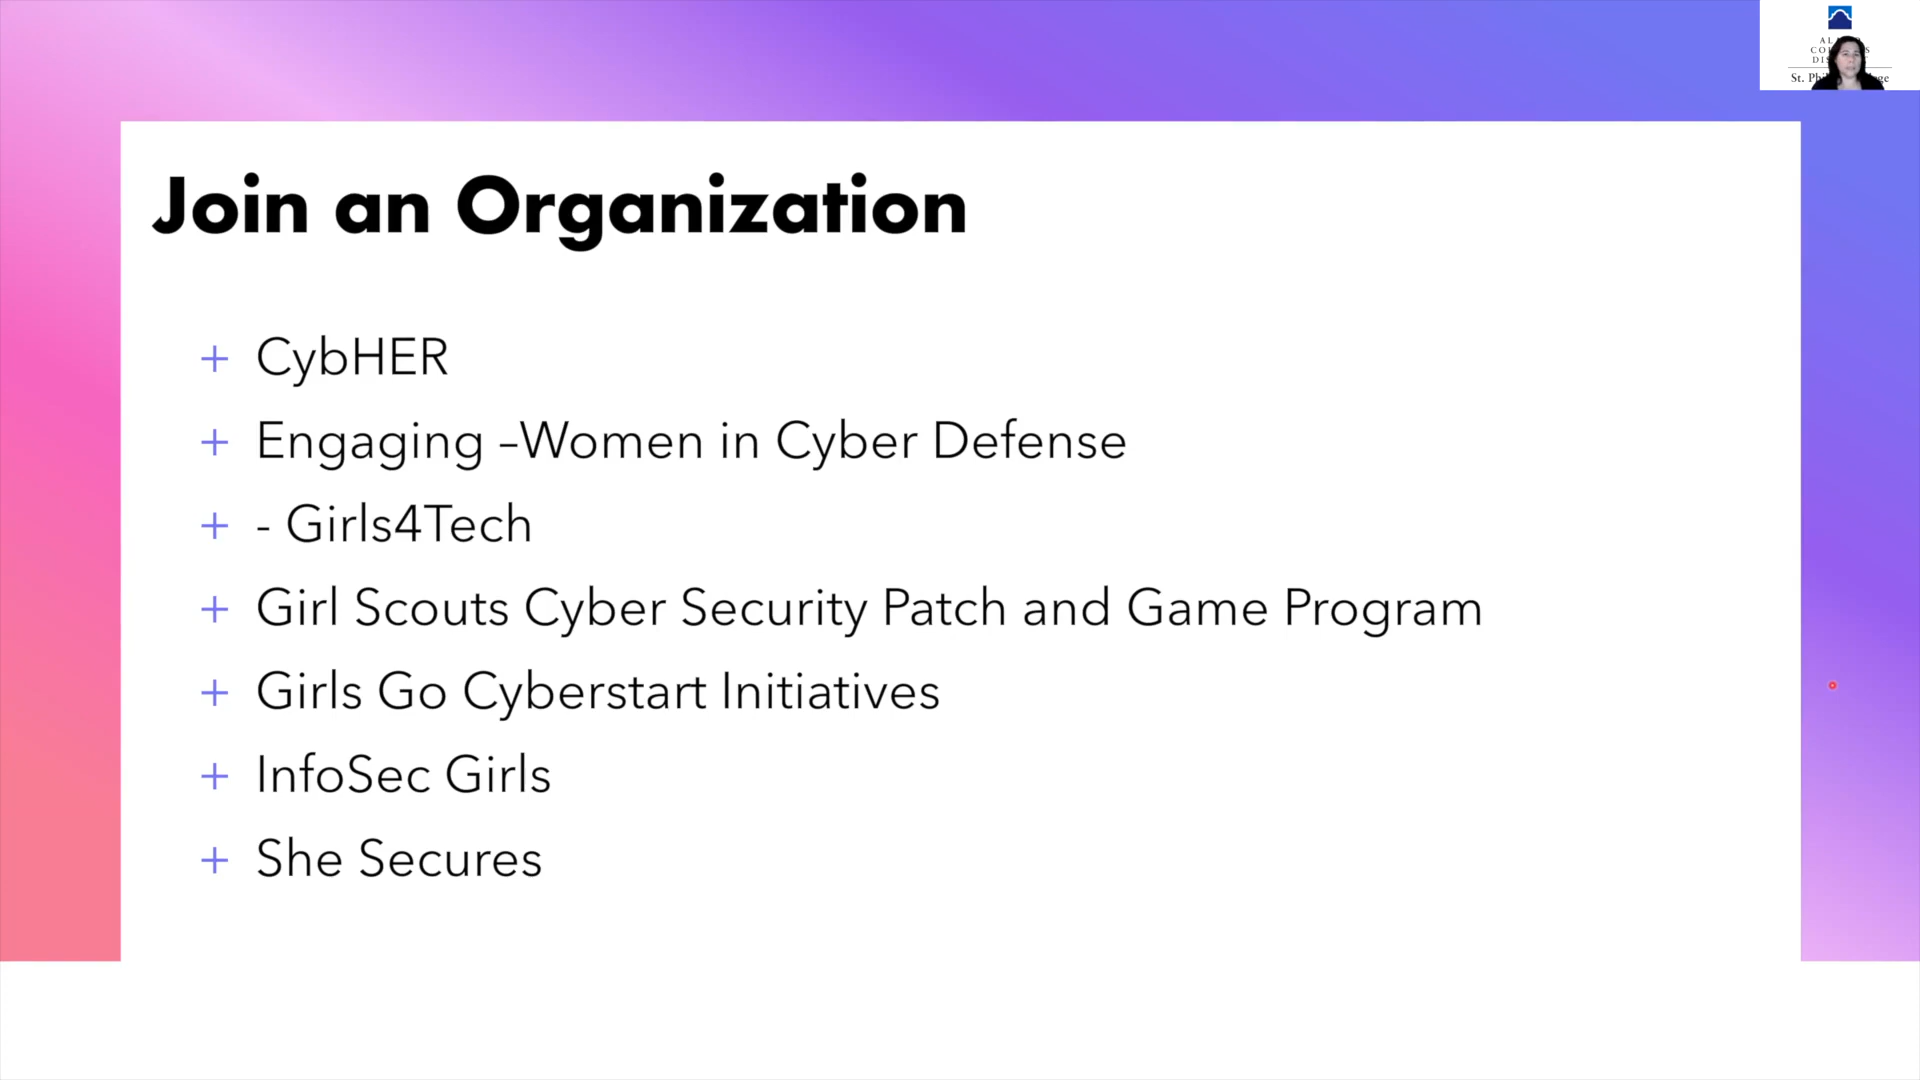 Join an Organization
+ CybHER
+ Engaging –Women in Cyber Defense
+ - Girls4Tech
+ Girl Scouts Cyber Security Patch and Game Program
+ Girls Go Cyberstart Initiatives
+ InfoSec Girls
+ She Secures